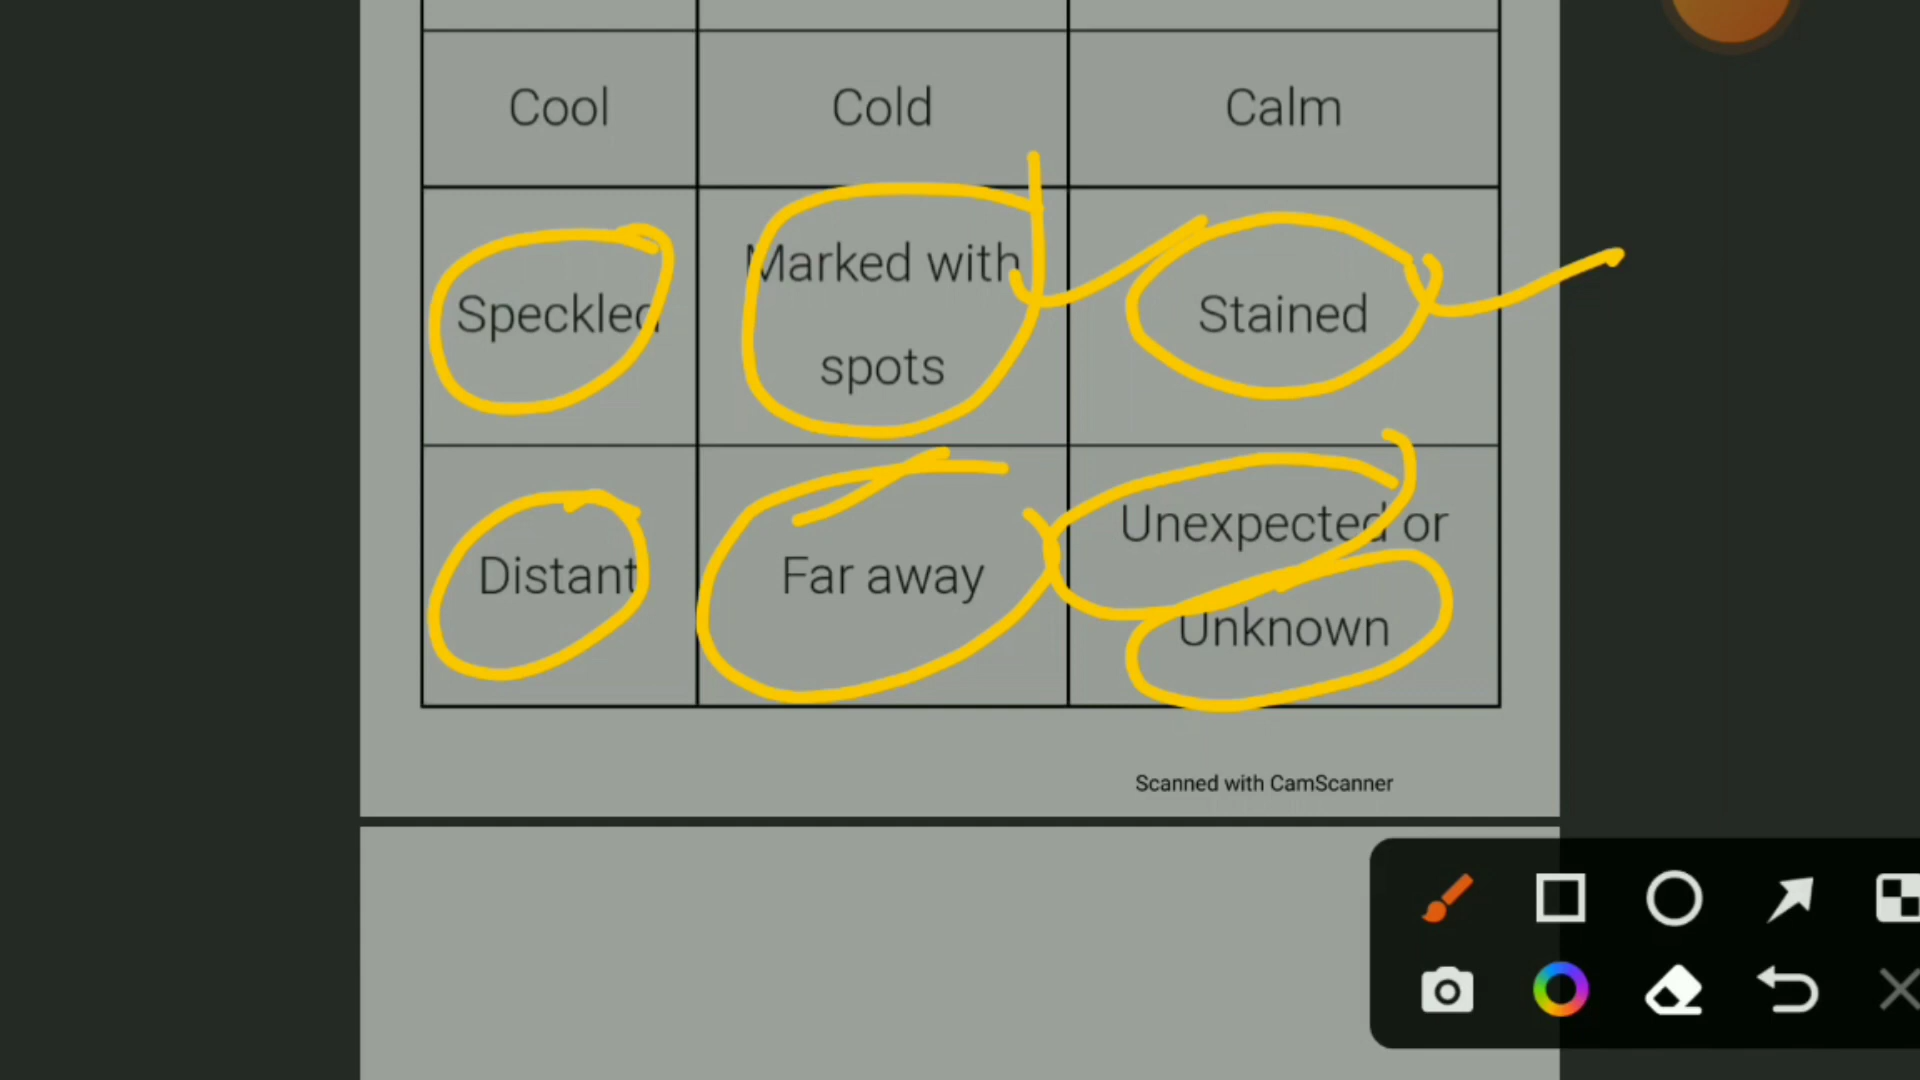 Cool Cold Calm
Marked with
Speckled Stained
spots
Unexpected or
Distant Far away
Unknown
Scanned with CamScanner